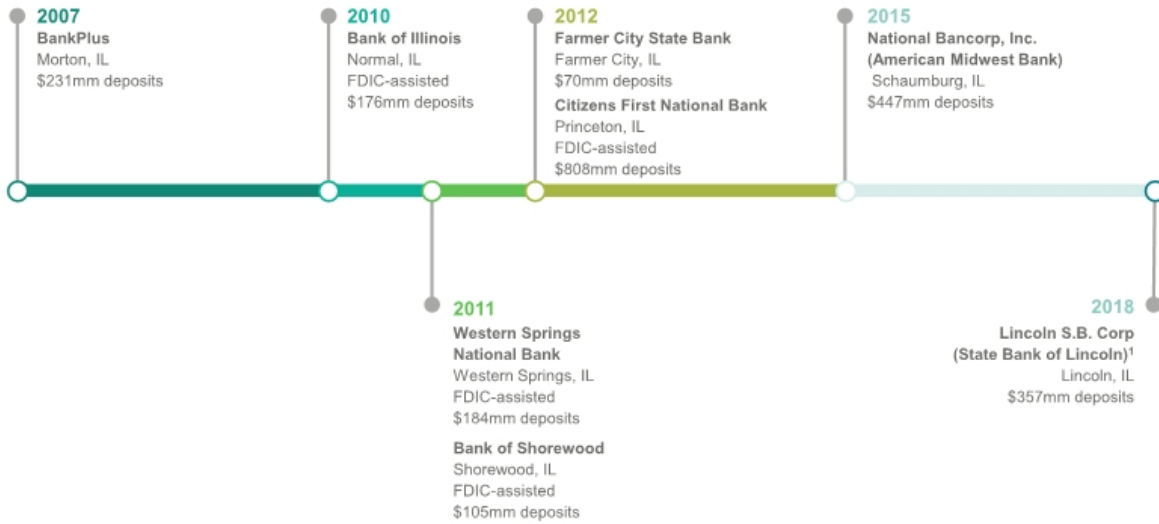 2007
BankPlus
Morton, IL
$231mm deposits
2010
Bank of Illinois
Normal, IL
FDIC-assisted
$176mm deposits
2012
Farmer City State Bank
Farmer City, IL
$70mm deposits
Citizens First National Bank
Princeton, IL
FDIC-assisted
$808mm deposits
2015
National Bancorp, Inc.
(American Midwest Bank)
Schaumburg, IL
$447mm deposits
2011
Western Springs
National Bank
Western Springs, IL
FDIC-assisted
$184mm deposits
Bank of Shorewood
Shorewood, IL
FDIC-assisted
$105mm deposits
2018
Lincoln S.B. Corp
(State Bank of Lincoln)¹
Lincoln, IL
$357mm deposits